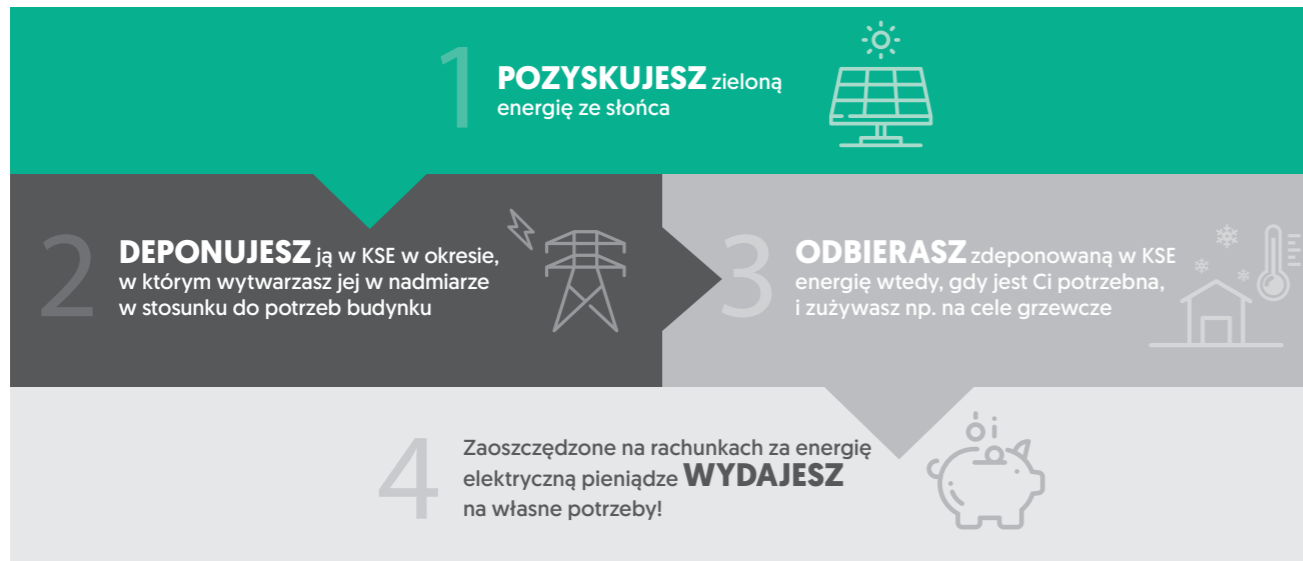 1
POZYSKUJESZ zieloną
energię ze słońca
2
DEPONUJESZ ją w KSE w okresie,
w którym wytwarzasz jej w nadmiarze
w stosunku do potrzeb budynku
3
ODBIERASZ zdeponowaną w KSE
energię wtedy, gdy jest Ci potrzebna,
i zużywasz np. na cele grzewcze
4
Zaoszczędzone na rachunkach za energię
elektryczną pieniądze WYDAJESZ
na własne potrzeby!